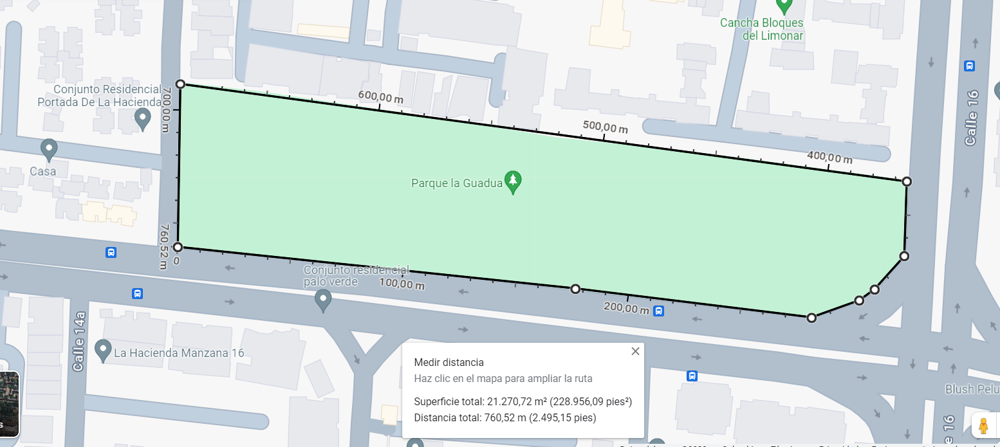 Cancha Bloques
del Limonar
Conjunto Residencial
Portada De La Hacienda
700,00 m
600,00 m
500,00 m
400,00 m
Calle 16
Casa
Parque la Guadua
760,52 m
0
Conjunto residencial
palo verde
100,00 m
200,00 m
Calle 14a
La Hacienda Manzana 16
Medir distancia
Haz clic en el mapa para ampliar la ruta
Superficie total: 21.270,72 m² (228.956,09 pies²)
Distancia total: 760,52 m (2.495,15 pies)
Blush Pelu
e 16
s